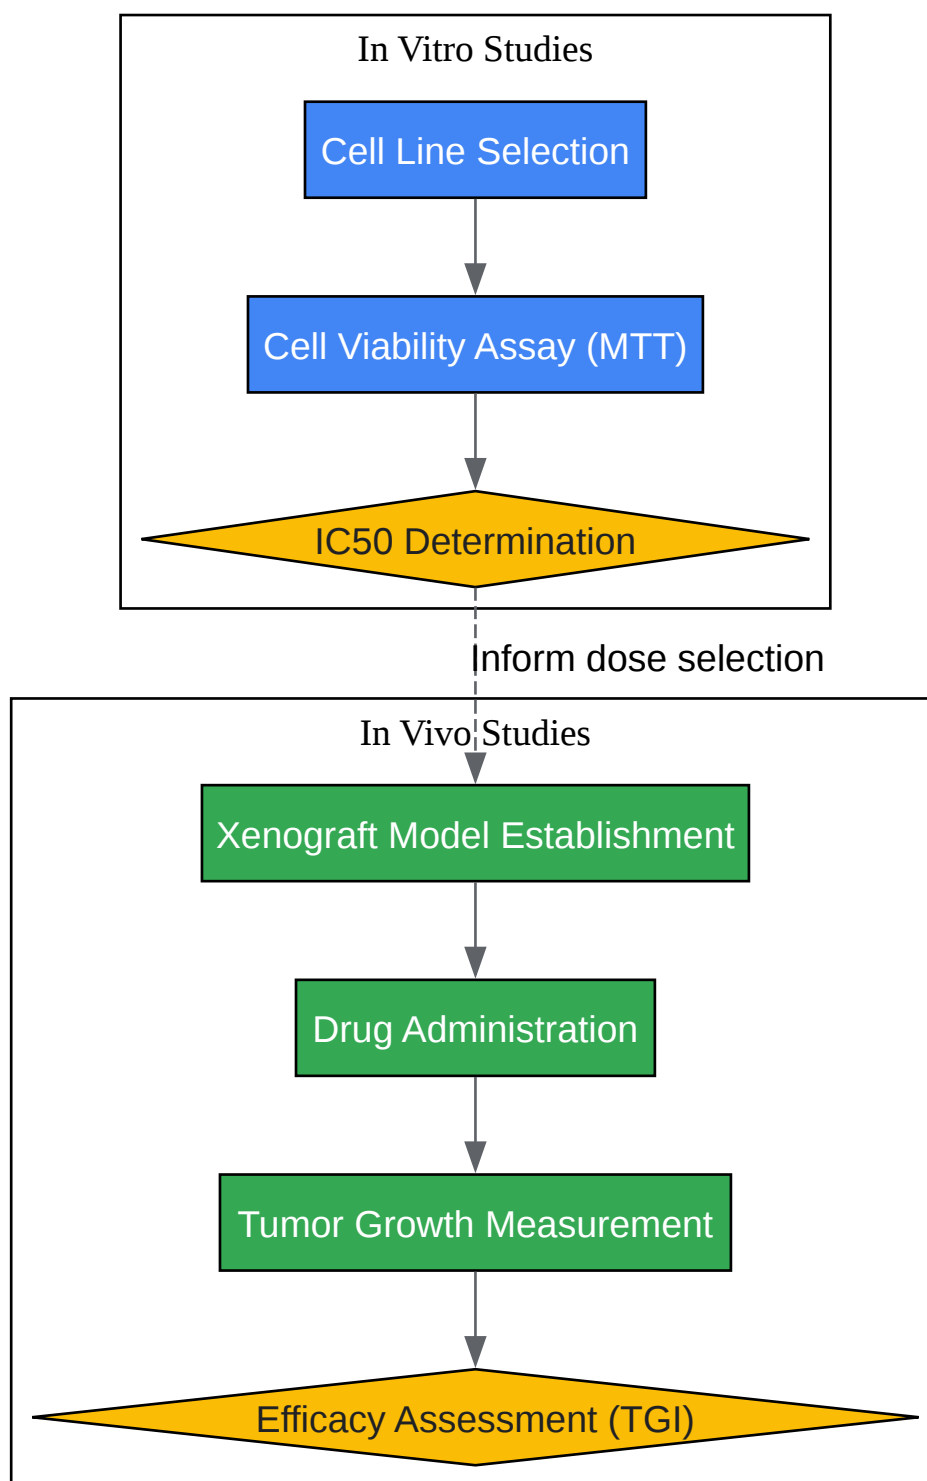 In Vitro Studies
Cell Line Selection
Cell Viability Assay (MTT)
IC50 Determination
Inform dose selection
In Vivo Studies
Xenograft Model Establishment
Drug Administration
Tumor Growth Measurement
Efficacy Assessment (TGI)